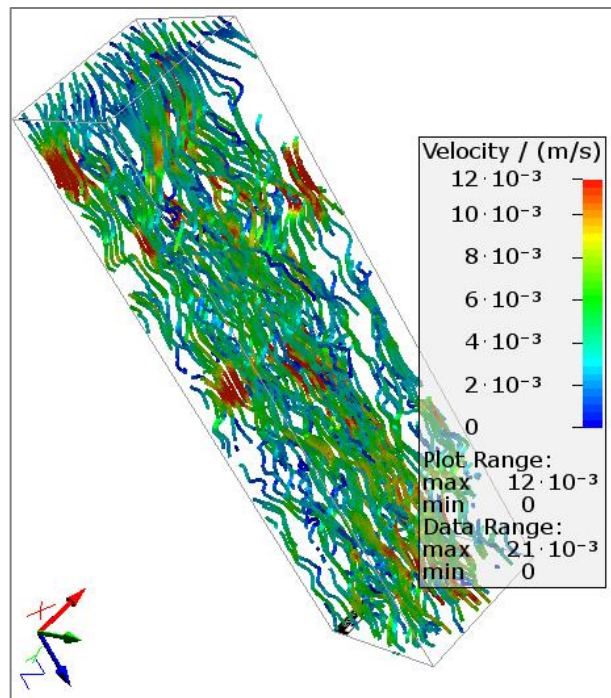 Velocity / (m/s)
12·10⁻³
10·10⁻³
8·10⁻³
6·10⁻³
4·10⁻³
2·10⁻³
0
Plot Range:
max 12·10⁻³
min 0
Data Range:
max 21·10⁻³
min 0
X
Y
Z